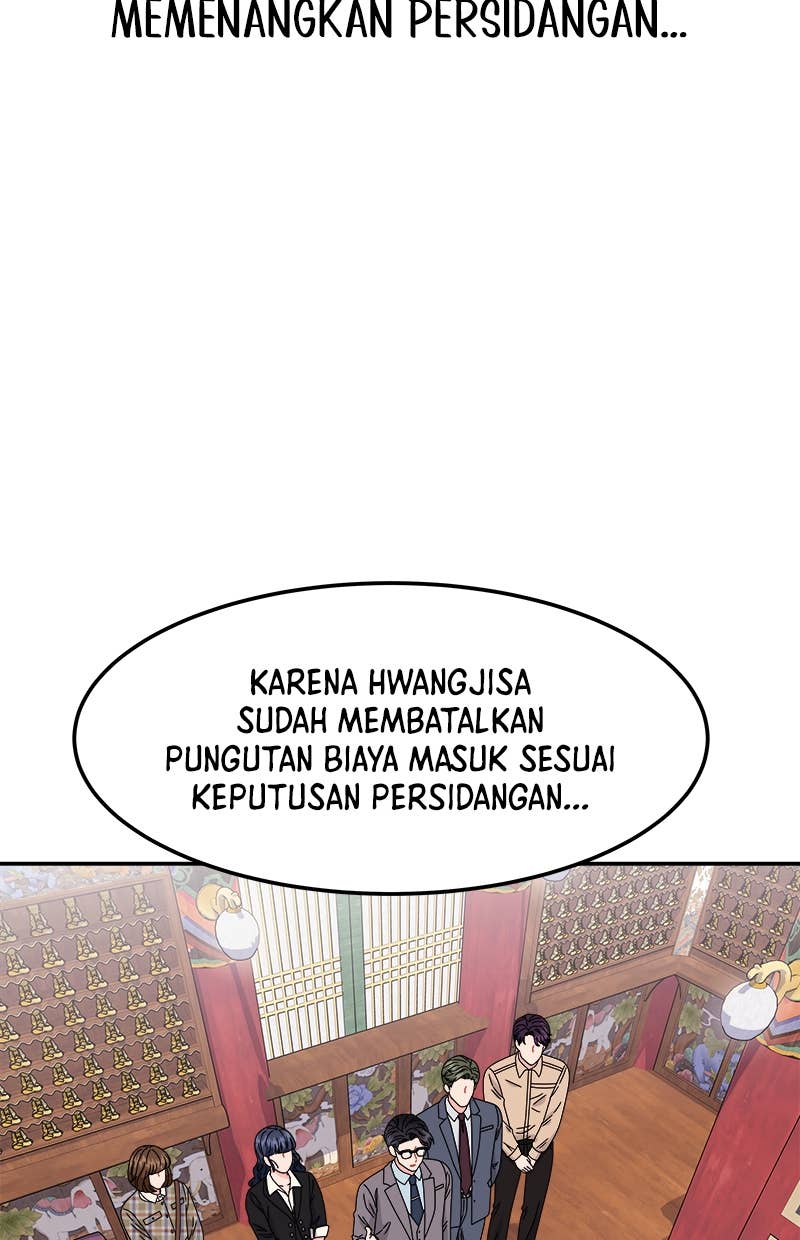 MEMENANGKAN PERSIDANGAN...
KARENA HWANGJISA
SUDAH MEMBATALKAN
PUNGUTAN BIAYA MASUK SESUAI
KEPUTUSAN PERSIDANGAN...